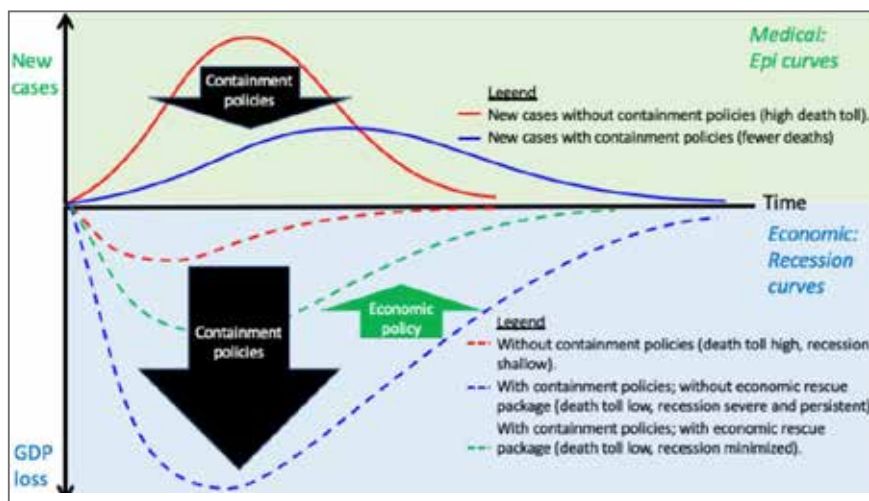 New
cases
Containment
policies
Medical:
Epi curves
Legend
New cases without containment policies (high death toll).
New cases with containment policies (fewer deaths)
Time
Economic:
Recession
curves
Containment
policies
Economic
policy
Legend
Without containment policies (death toll high, recession
shallow).
With containment policies; without economic rescue
package (death toll low, recession severe and persistent)
With containment policies; with economic rescue
package (death toll low, recession minimized).
GDP
loss